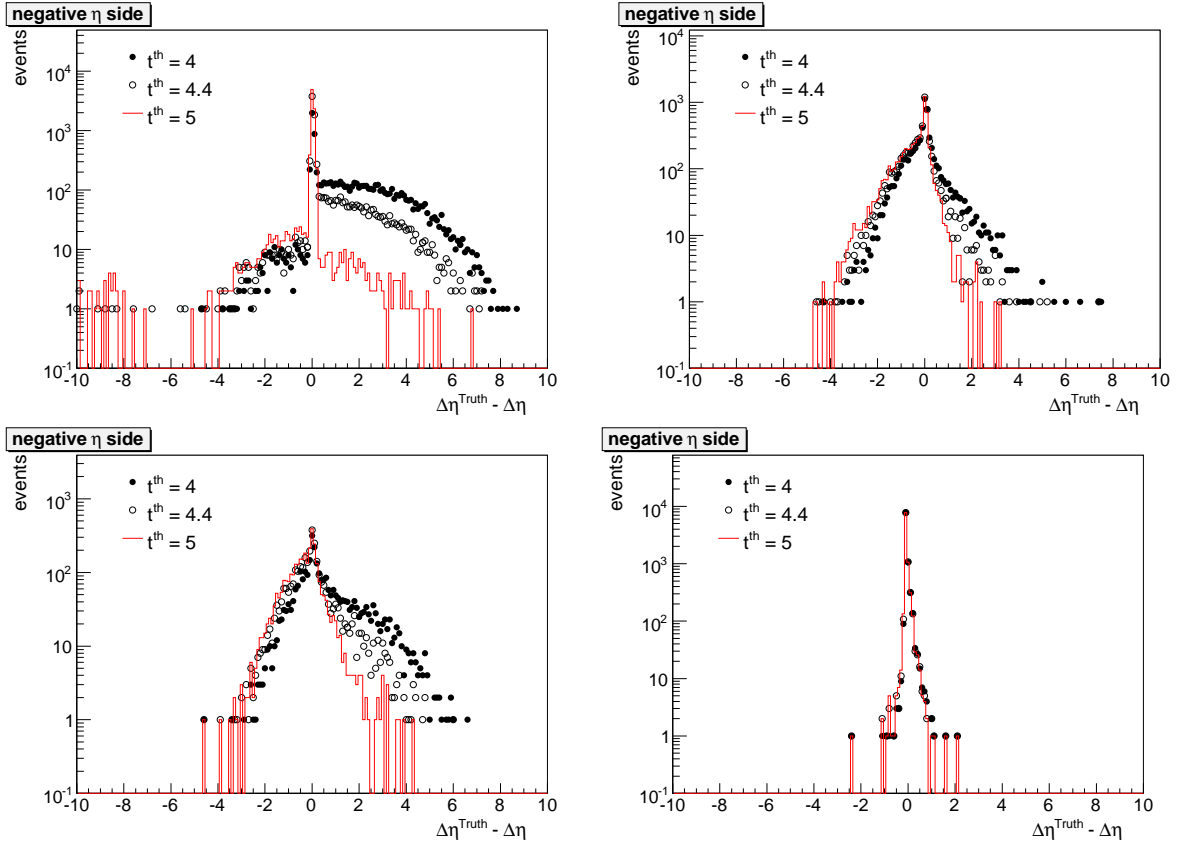 negative η side
events
t^th = 4
t^th = 4.4
t^th = 5
10^4
10^3
10^2
10
1
10^-1
-10 -8 -6 -4 -2 0 2 4 6 8 10
Δη^Truth - Δη
negative η side
events
t^th = 4
t^th = 4.4
t^th = 5
10^4
10^3
10^2
10
1
10^-1
-10 -8 -6 -4 -2 0 2 4 6 8 10
Δη^Truth - Δη
negative η side
events
t^th = 4
t^th = 4.4
t^th = 5
10^3
10^2
10
1
10^-1
-10 -8 -6 -4 -2 0 2 4 6 8 10
Δη^Truth - Δη
negative η side
events
t^th = 4
t^th = 4.4
t^th = 5
10^4
10^3
10^2
10
1
10^-1
-10 -8 -6 -4 -2 0 2 4 6 8 10
Δη^Truth - Δη